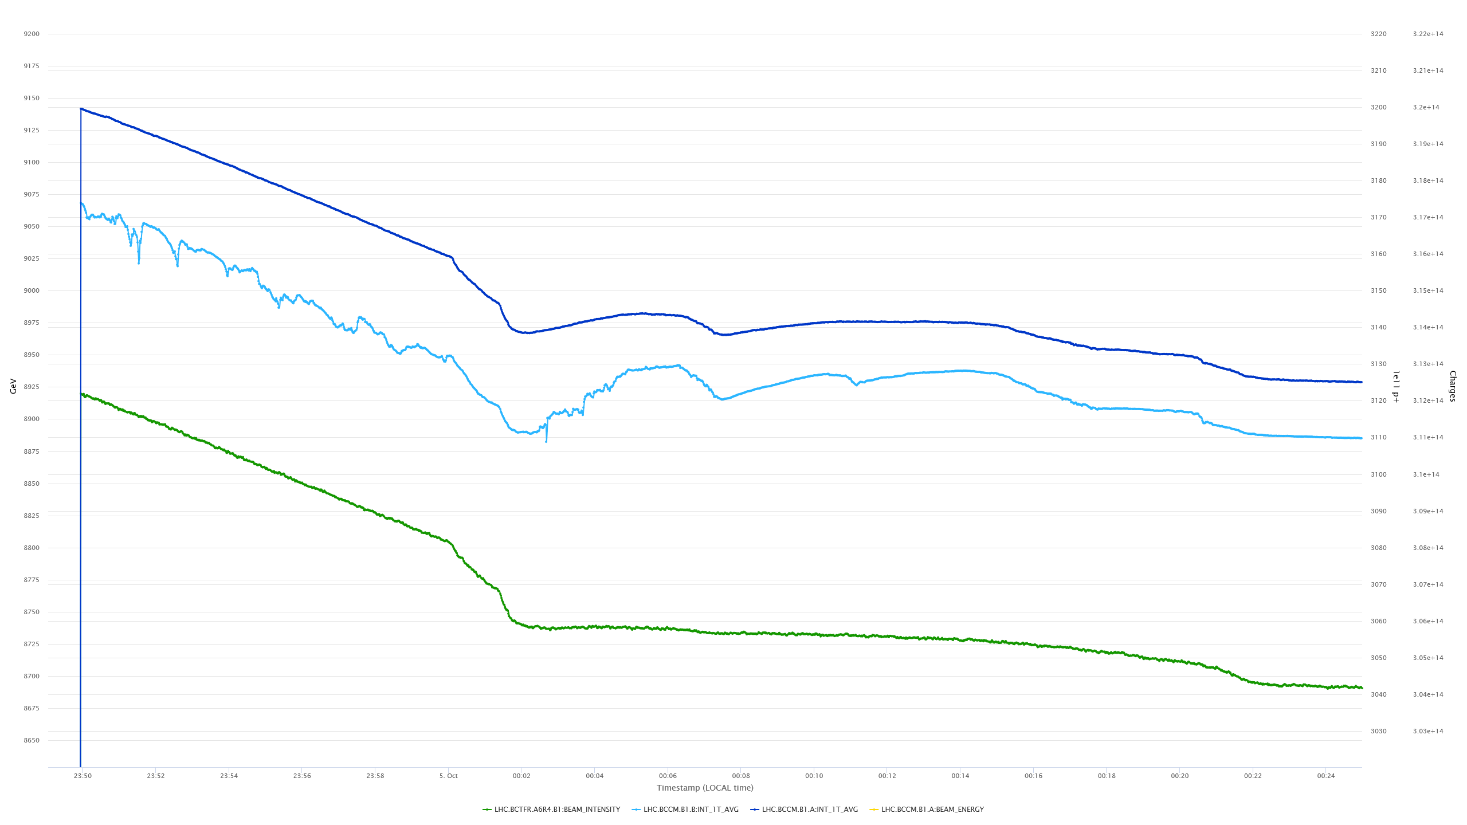 9200 3220 3.22e+14
9175
3210 3.21e+14
9150
3200 3.2e+14
9125
3190 3.19e+14
9100
3180 3.18e+14
9075
3170 3.17e+14
9050
3160 3.16e+14
9025
3150 3.15e+14
9000
3140 3.14e+14
8975
3130 3.13e+14
8950
GeV 8925 1e11 p+ Charges
3120 3.12e+14
8900
3110 3.11e+14
8875
3100 3.1e+14
8850
3090 3.09e+14
8825
8800 3080 3.08e+14
8775 3070 3.07e+14
8750
3060 3.06e+14
8725
3050 3.05e+14
8700
3040 3.04e+14
8675
3030 3.03e+14
8650
23:50 23:52 23:54 23:56 23:58 5. Oct 00:02 00:04 00:06 00:08 00:10 00:12 00:14 00:16 00:18 00:20 00:22 00:24
Timestamp (LOCAL time)
LHC.BCTFR.A6R4.B1:BEAM_INTENSITY LHC.BCCM.B1.B:INT_1T_AVG LHC.BCCM.B1.A:INT_1T_AVG LHC.BCCM.B1.A:BEAM_ENERGY